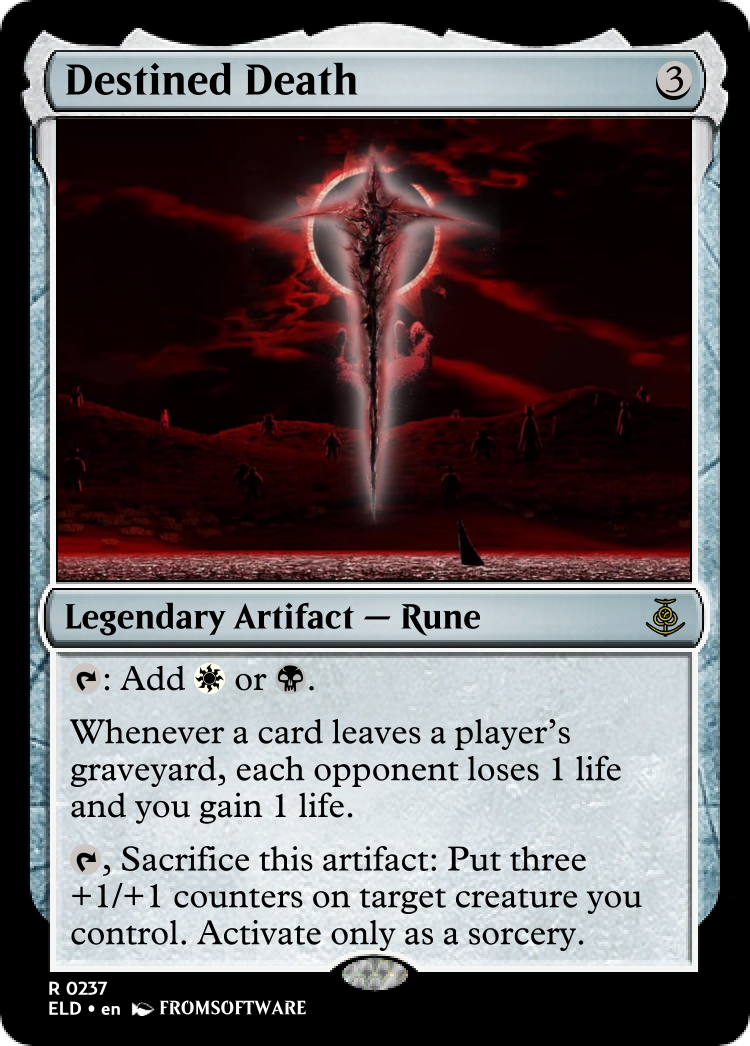 Destined Death 3
Legendary Artifact — Rune
: Add or .
Whenever a card leaves a player's
graveyard, each opponent loses 1 life
and you gain 1 life.
, Sacrifice this artifact: Put three
+1/+1 counters on target creature you
control. Activate only as a sorcery.
R 0237
ELD • en FROMSOFTWARE